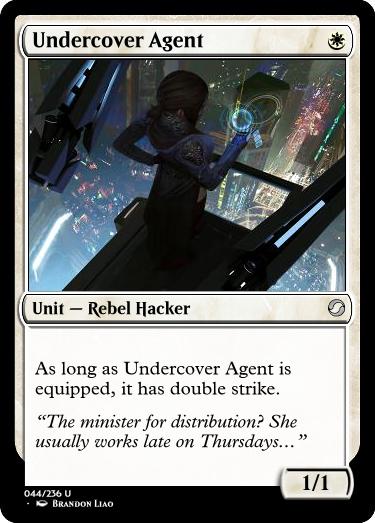 Undercover Agent
Unit — Rebel Hacker
As long as Undercover Agent is
equipped, it has double strike.
“The minister for distribution? She
usually works late on Thursdays…”
1/1
044/236 U
· Brandon Liao